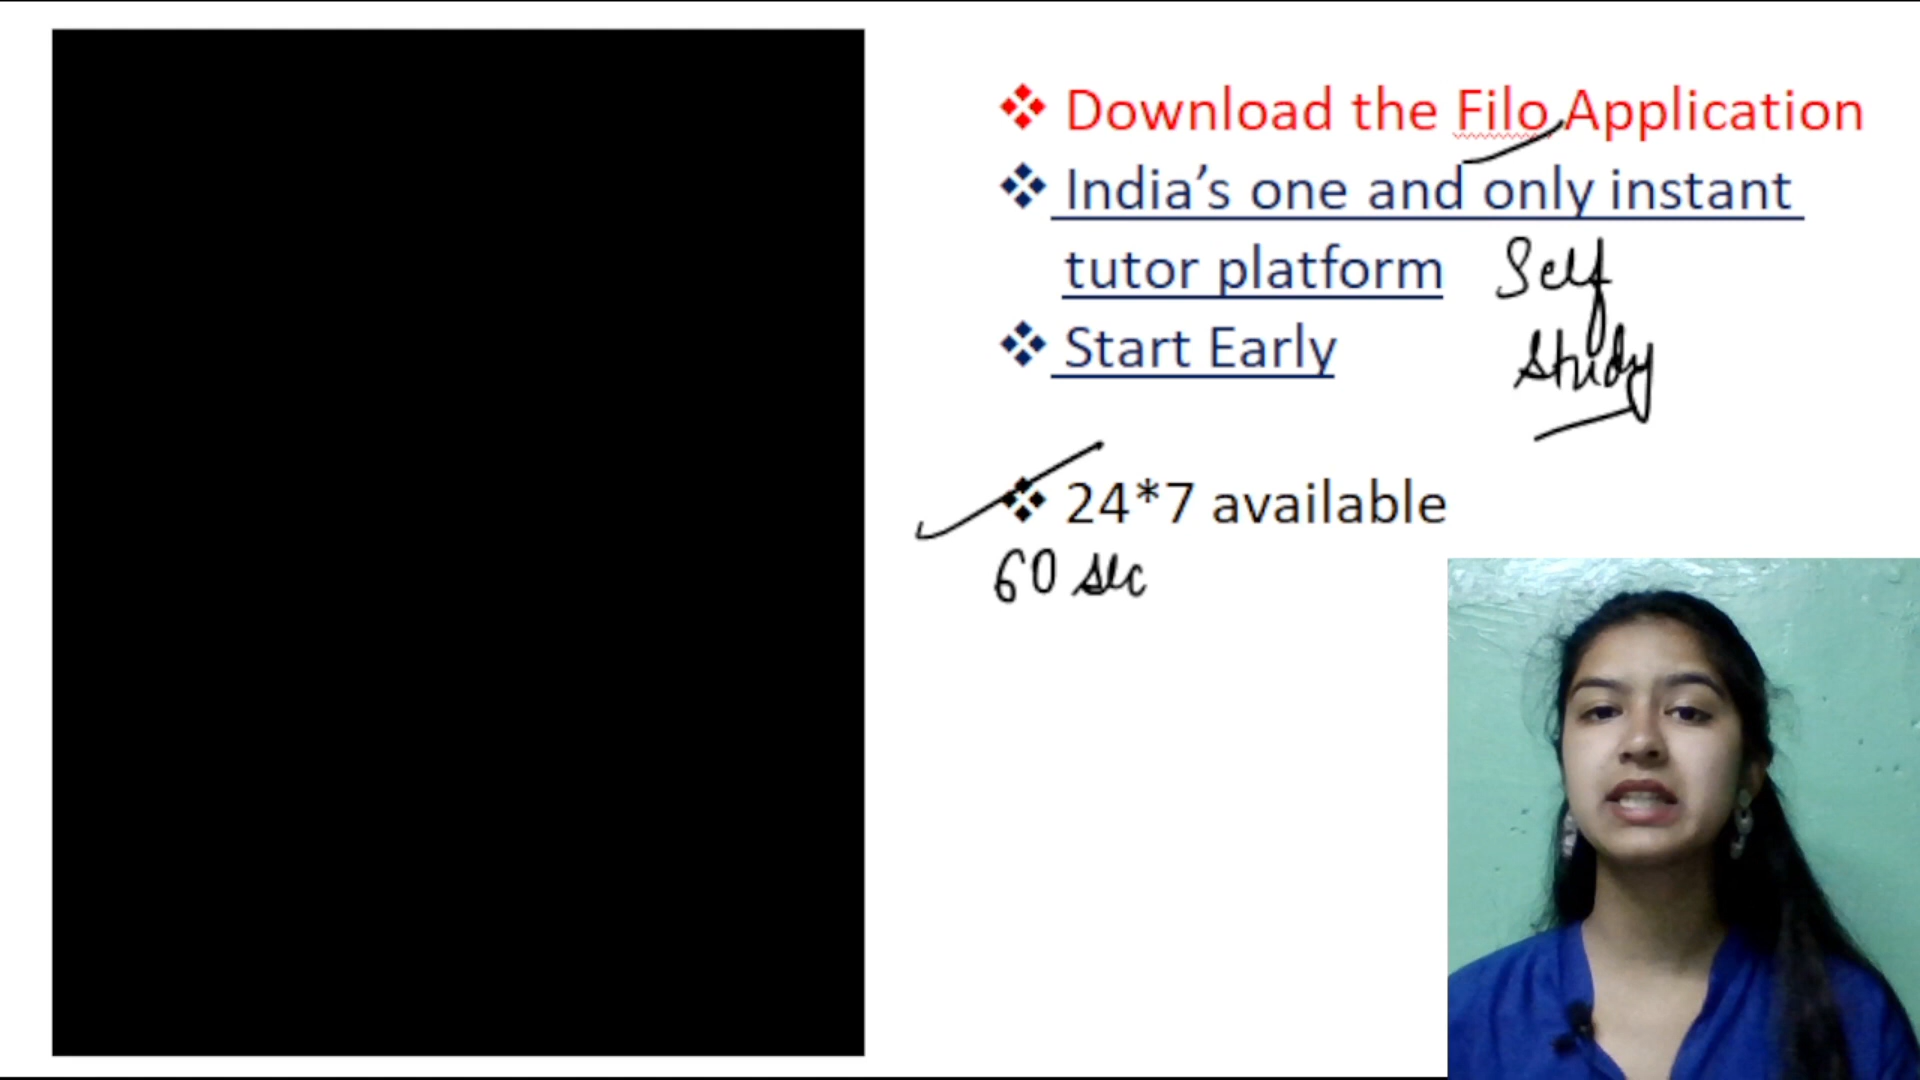 Download the Filo Application
India’s one and only instant
tutor platform
Self
Study
Start Early
24*7 available
60 sec